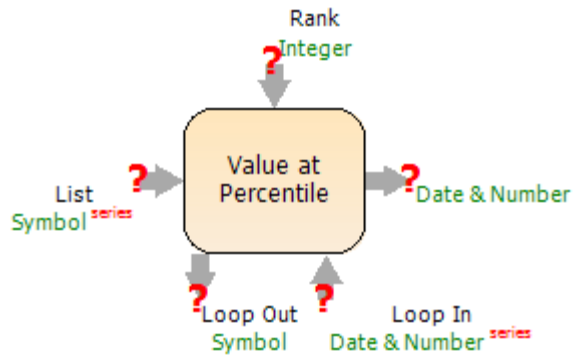 Rank
Integer
?
Value at
Percentile
?
List
Symbol series
?
Date & Number
?
Loop Out
Symbol
?
Loop In
Date & Number series